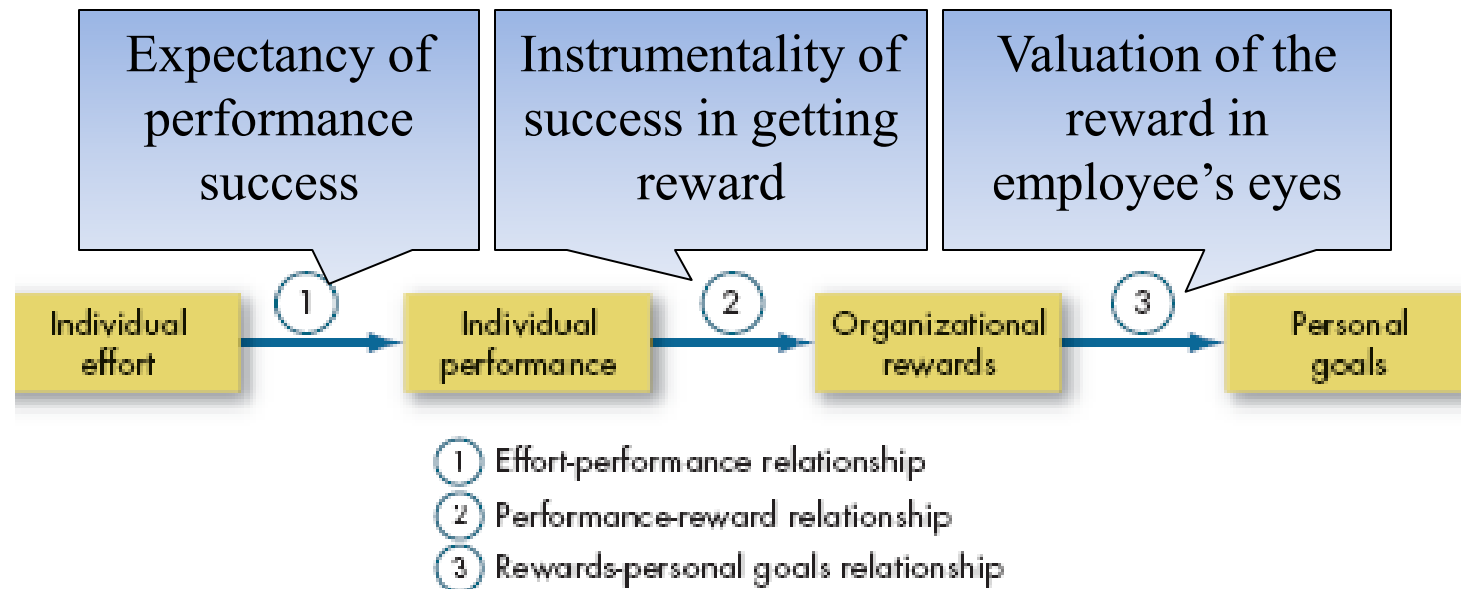 Expectancy of
performance
success
Instrumentality of
success in getting
reward
Valuation of the
reward in
employee’s eyes
1
2
3
Individual
effort
Individual
performance
Organizational
rewards
Personal
goals
1 Effort-performance relationship
2 Performance-reward relationship
3 Rewards-personal goals relationship